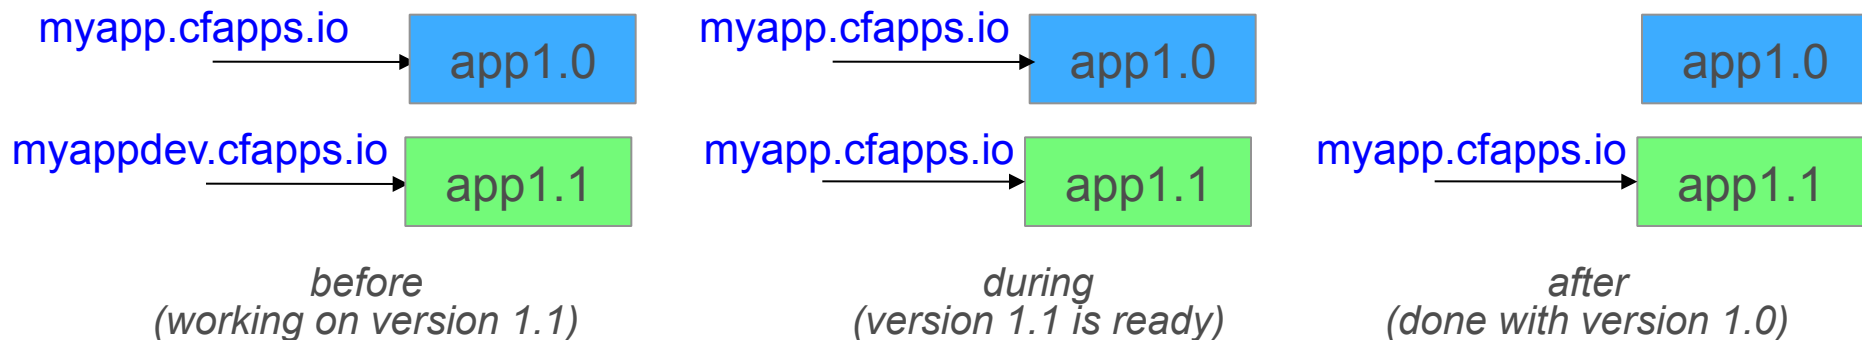 myapp.cfapps.io
app1.0
myappdev.cfapps.io
app1.1
before
(working on version 1.1)
myapp.cfapps.io
app1.0
myapp.cfapps.io
app1.1
during
(version 1.1 is ready)
app1.0
myapp.cfapps.io
app1.1
after
(done with version 1.0)